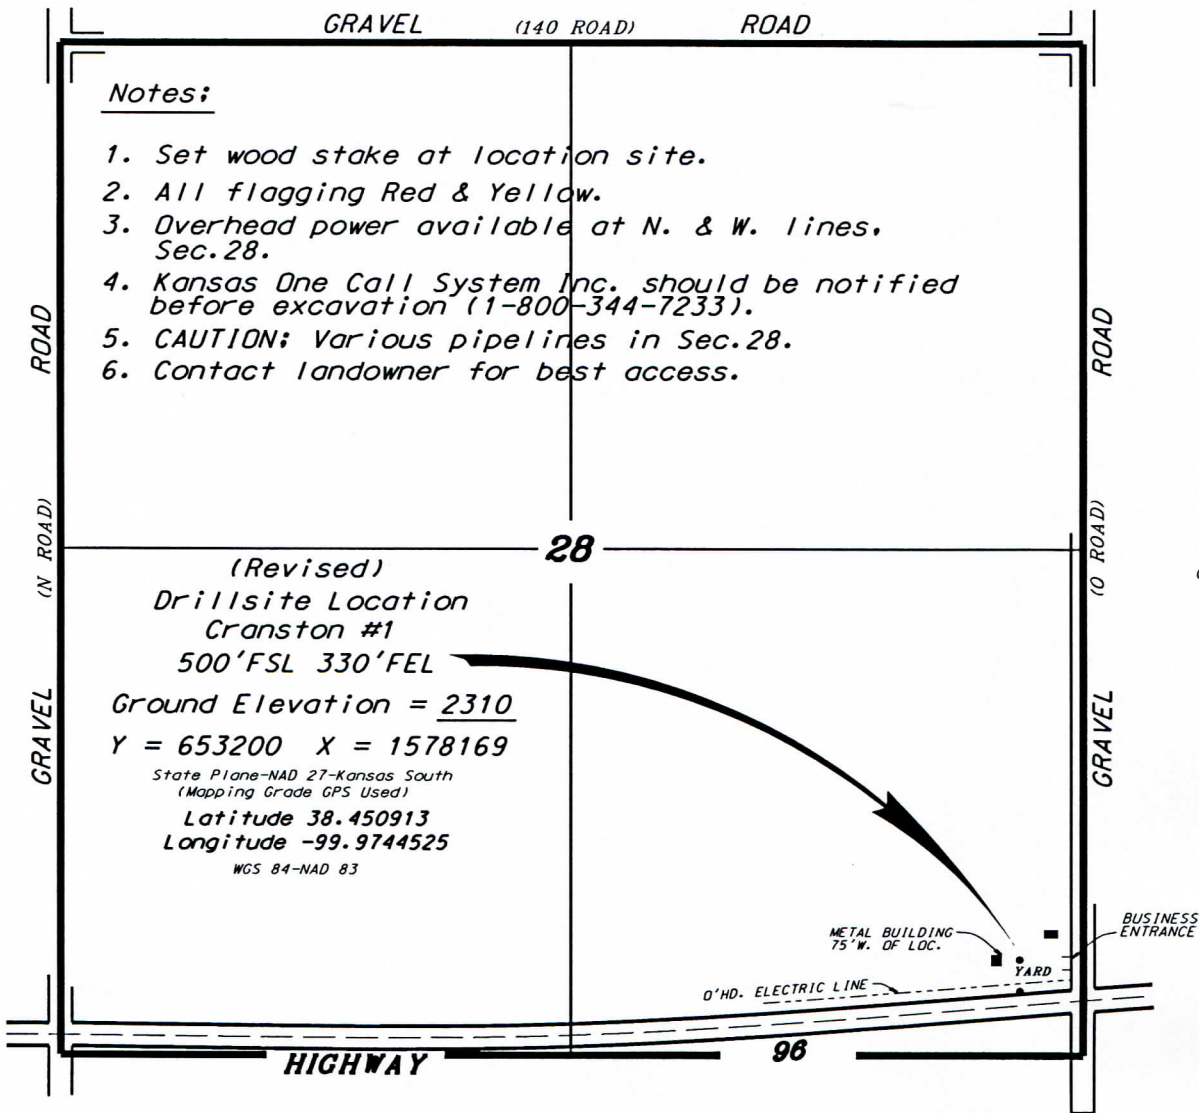 GRAVEL (140 ROAD) ROAD
Notes:
1. Set wood stake at location site.
2. All flagging Red & Yellow.
3. Overhead power available at N. & W. lines,
Sec.28.
4. Kansas One Call System Inc. should be notified
before excavation (1-800-344-7233).
5. CAUTION: Various pipelines in Sec.28.
6. Contact landowner for best access.
ROAD
(N ROAD)
GRAVEL
ROAD
(O ROAD)
GRAVEL
28
(Revised)
Drillsite Location
Cranston #1
500'FSL 330'FEL
Ground Elevation = 2310
Y = 653200 X = 1578169
State Plane-NAD 27-Kansas South
(Mapping Grade GPS Used)
Latitude 38.450913
Longitude -99.9744525
WGS 84-NAD 83
METAL BUILDING
75'W. OF LOC.
BUSINESS
ENTRANCE
YARD
O'HD. ELECTRIC LINE
HIGHWAY 96